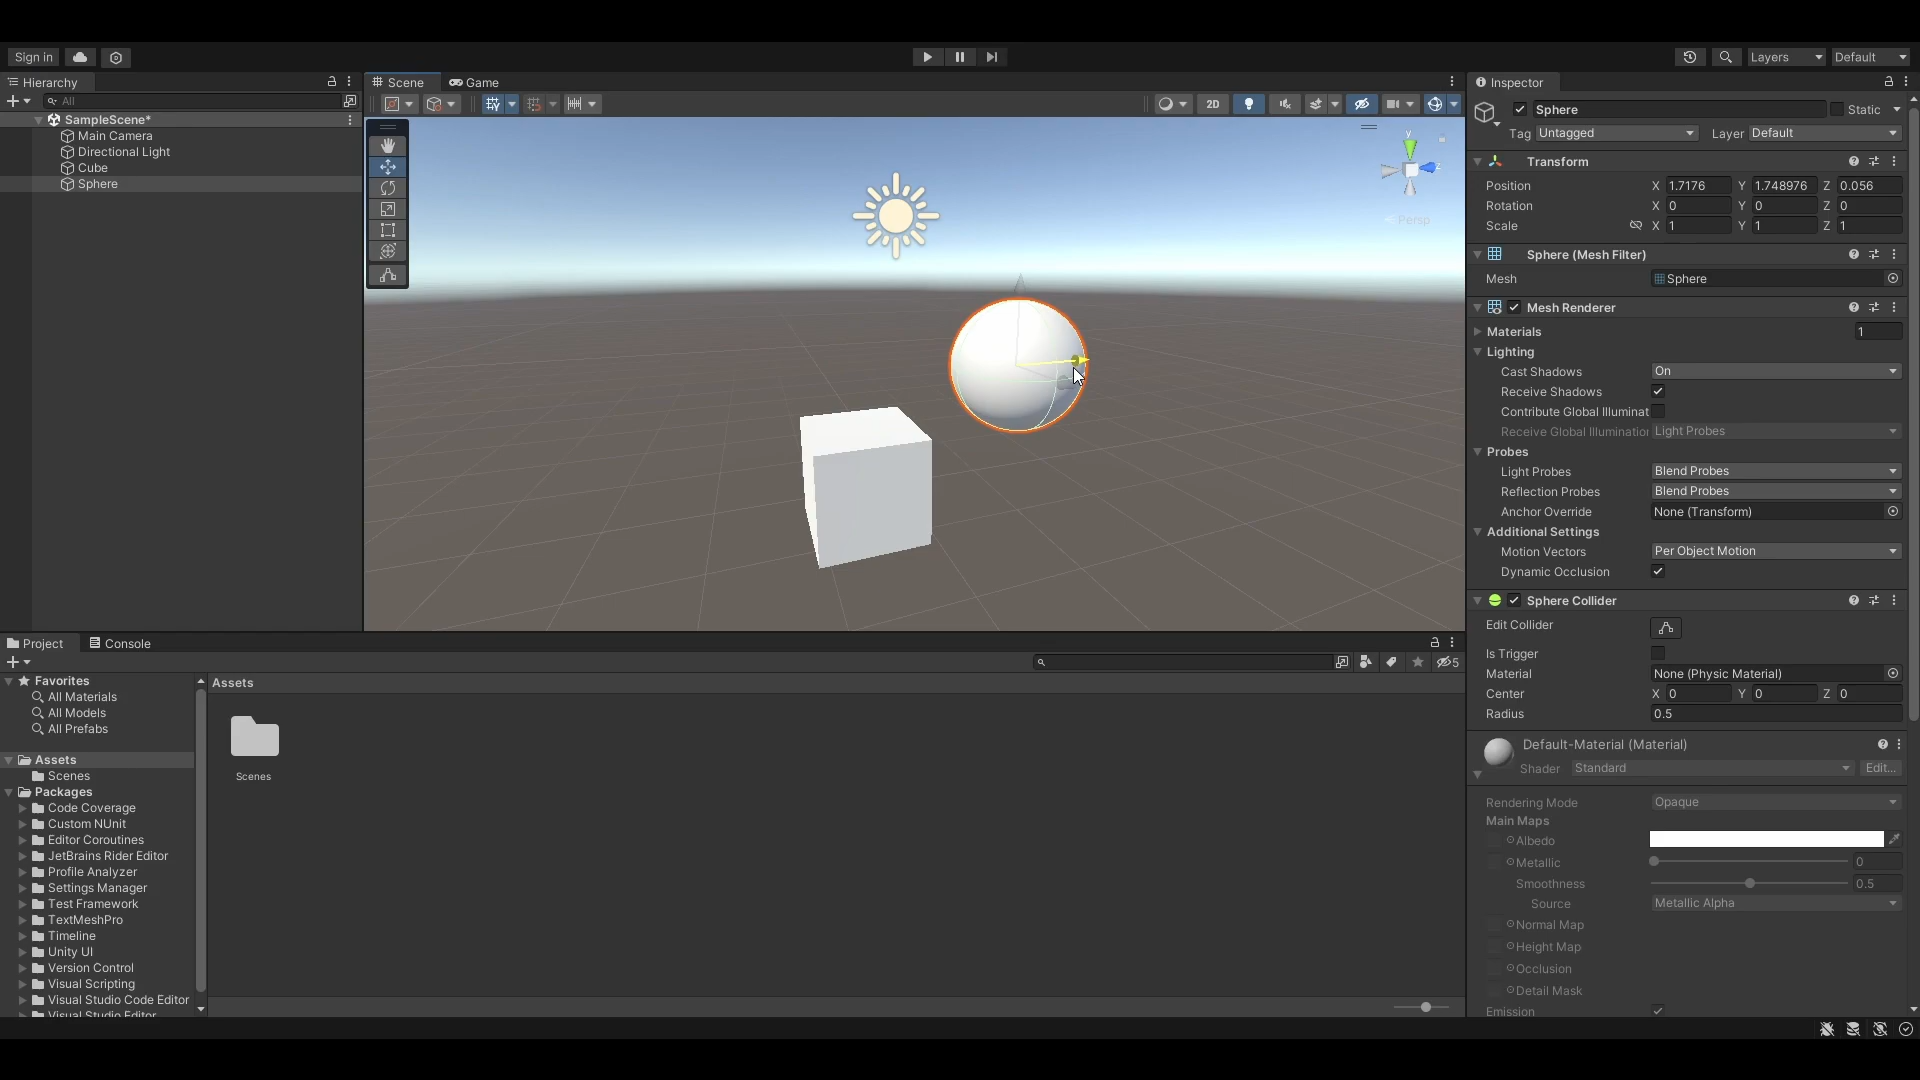 Sign in
Layers
Default
Hierarchy
All
SampleScene*
Main Camera
Directional Light
Cube
Sphere
Scene
Game
2D
y
z
Persp
Inspector
Sphere
Static
Tag Untagged
Layer Default
Transform
Position X 1.7176 Y 1.748976 Z 0.056
Rotation X 0 Y 0 Z 0
Scale X 1 Y 1 Z 1
Sphere (Mesh Filter)
Mesh Sphere
Mesh Renderer
Materials 1
Lighting
Cast Shadows On
Receive Shadows
Contribute Global Illuminat
Receive Global Illumination Light Probes
Probes
Light Probes Blend Probes
Reflection Probes Blend Probes
Anchor Override None (Transform)
Additional Settings
Motion Vectors Per Object Motion
Dynamic Occlusion
Sphere Collider
Edit Collider
Is Trigger
Material None (Physic Material)
Center X 0 Y 0 Z 0
Radius 0.5
Default-Material (Material)
Shader Standard Edit...
Rendering Mode Opaque
Main Maps
Albedo
Metallic 0
Smoothness 0.5
Source Metallic Alpha
Normal Map
Height Map
Occlusion
Detail Mask
Emission
Project
Console
5
Favorites
All Materials
All Models
All Prefabs
Assets
Scenes
Packages
Code Coverage
Custom NUnit
Editor Coroutines
JetBrains Rider Editor
Profile Analyzer
Settings Manager
Test Framework
TextMeshPro
Timeline
Unity UI
Version Control
Visual Scripting
Visual Studio Code Editor
Visual Studio Editor
Assets
Scenes